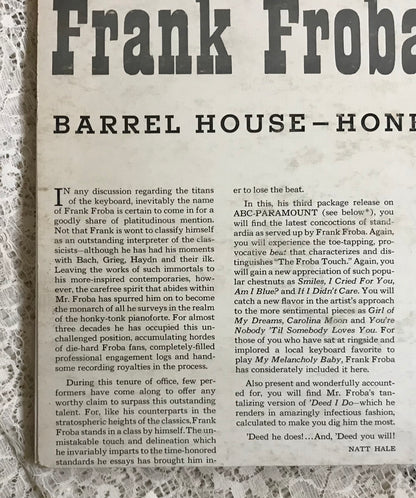 Frank Froba
BARREL HOUSE – HONK
IN any discussion regarding the titans
of the keyboard, inevitably the name
of Frank Froba is certain to come in for a
goodly share of platitudinous mention.
Not that Frank is wont to classify himself
as an outstanding interpreter of the clas-
sicists—although he has had his moments
with Bach, Grieg, Haydn and their ilk.
Leaving the works of such immortals to
his more-inspired contemporaries, how-
ever, the carefree spirit that abides within
Mr. Froba has spurred him on to become
the monarch of all he surveys in the realm
of the honky-tonk pianoforte. For almost
three decades he has occupied this un-
challenged position, accumulating hordes
of die-hard Froba fans, completely-filled
professional engagement logs and hand-
some recording royalties in the process.
During this tenure of office, few per-
formers have come along to offer any
worthy claim to surpass this outstanding
talent. For, like his counterparts in the
stratospheric heights of the classics, Frank
Froba stands in a class by himself. The un-
mistakable touch and delineation which
he invariably imparts to the time-honored
standards he essays has brought him in-
er to lose the beat.
In this, his third package release on
ABC-PARAMOUNT (see below*), you
will find the latest concoctions of stand-
ardia as served up by Frank Froba. Again,
you will experience the toe-tapping, pro-
vocative beat that characterizes and dis-
tinguishes "The Froba Touch." Again, you
will gain a new appreciation of such popu-
lar chestnuts as Smiles, I Cried For You,
Am I Blue? and If I Didn't Care. You will
catch a new flavor in the artist's approach
to the more sentimental pieces as Girl of
My Dreams, Carolina Moon and You're
Nobody 'Til Somebody Loves You. For
those of you who have sat at ringside and
implored a local keyboard favorite to
play My Melancholy Baby, Frank Froba
has considerately included it here.
Also present and wonderfully account-
ed for, you will find Mr. Froba's tan-
talizing version of 'Deed I Do—which he
renders in amazingly infectious fashion,
calculated to make you dig him the most.
'Deed he does!...And, 'Deed you will!
NATT HALE